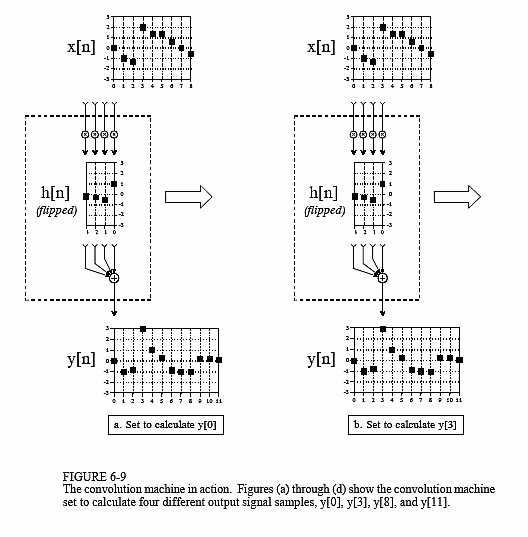 x[n]
3
2
1
0
-1
-2
-3
0 1 2 3 4 5 6 7 8
x[n]
3
2
1
0
-1
-2
-3
0 1 2 3 4 5 6 7 8
h[n]
(flipped)
3
2
1
0
-1
-2
-3
3 2 1 0
h[n]
(flipped)
3
2
1
0
-1
-2
-3
3 2 1 0
y[n]
3
2
1
0
-1
-2
-3
0 1 2 3 4 5 6 7 8 9 10 11
y[n]
3
2
1
0
-1
-2
-3
0 1 2 3 4 5 6 7 8 9 10 11
a. Set to calculate y[0]
b. Set to calculate y[3]
FIGURE 6-9
The convolution machine in action. Figures (a) through (d) show the convolution machine
set to calculate four different output signal samples, y[0], y[3], y[8], and y[11].